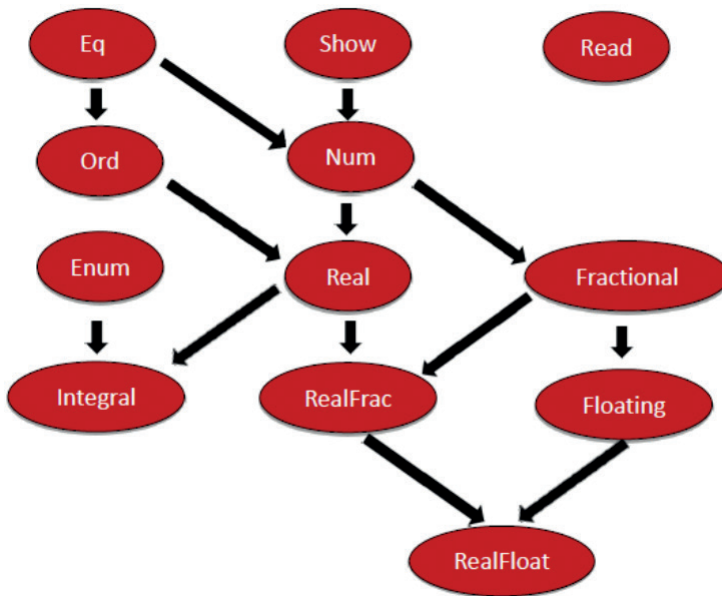 Eq
Show
Read
Ord
Num
Enum
Real
Fractional
Integral
RealFrac
Floating
RealFloat